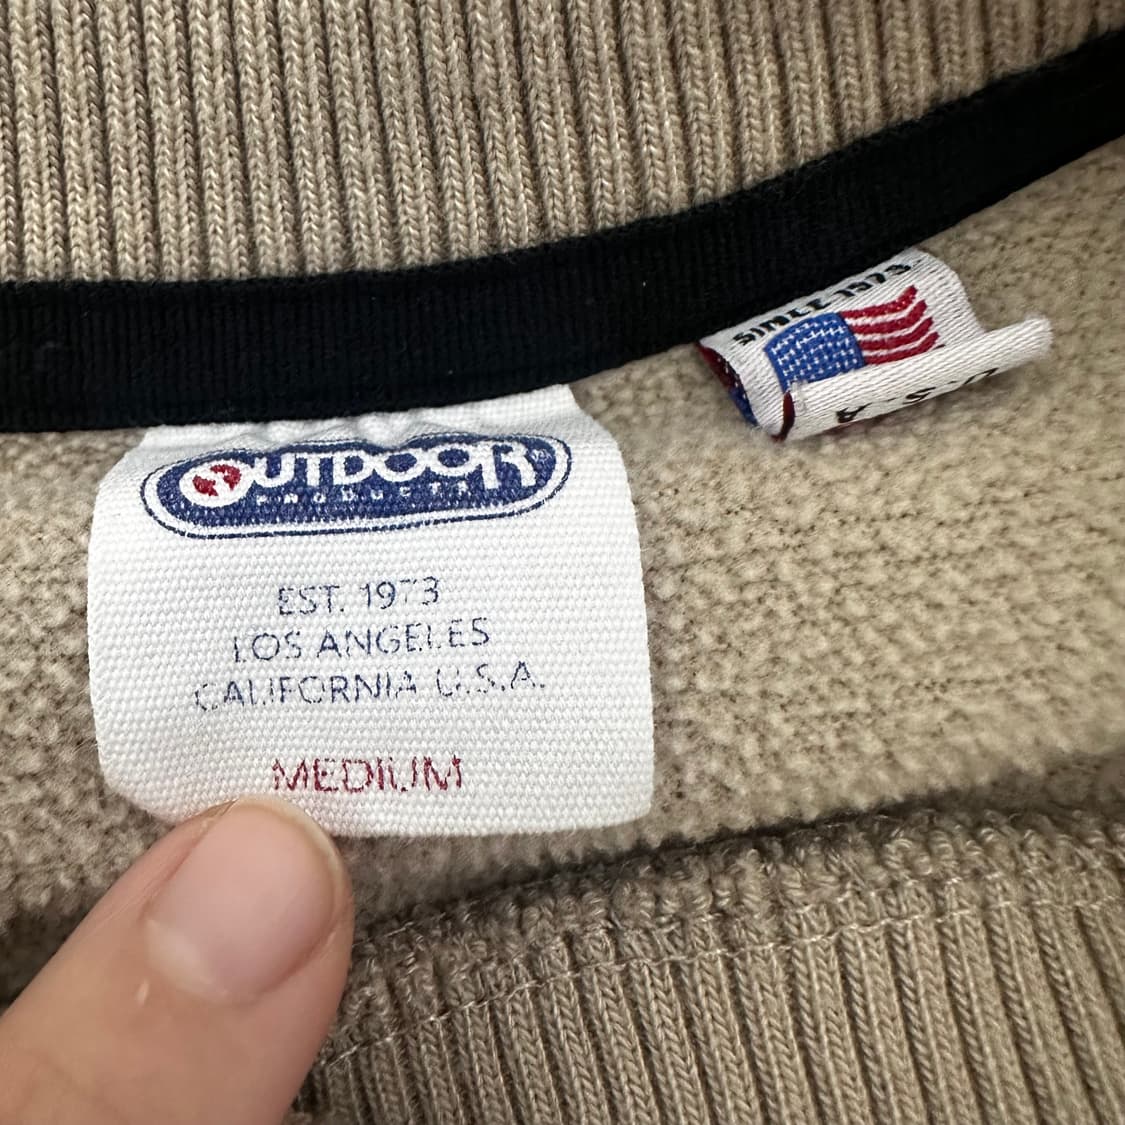 OUTDOOR®
PRODUCTS
EST. 1973
LOS ANGELES
CALIFORNIA U.S.A.
MEDIUM
SINCE 1973
U.S.A